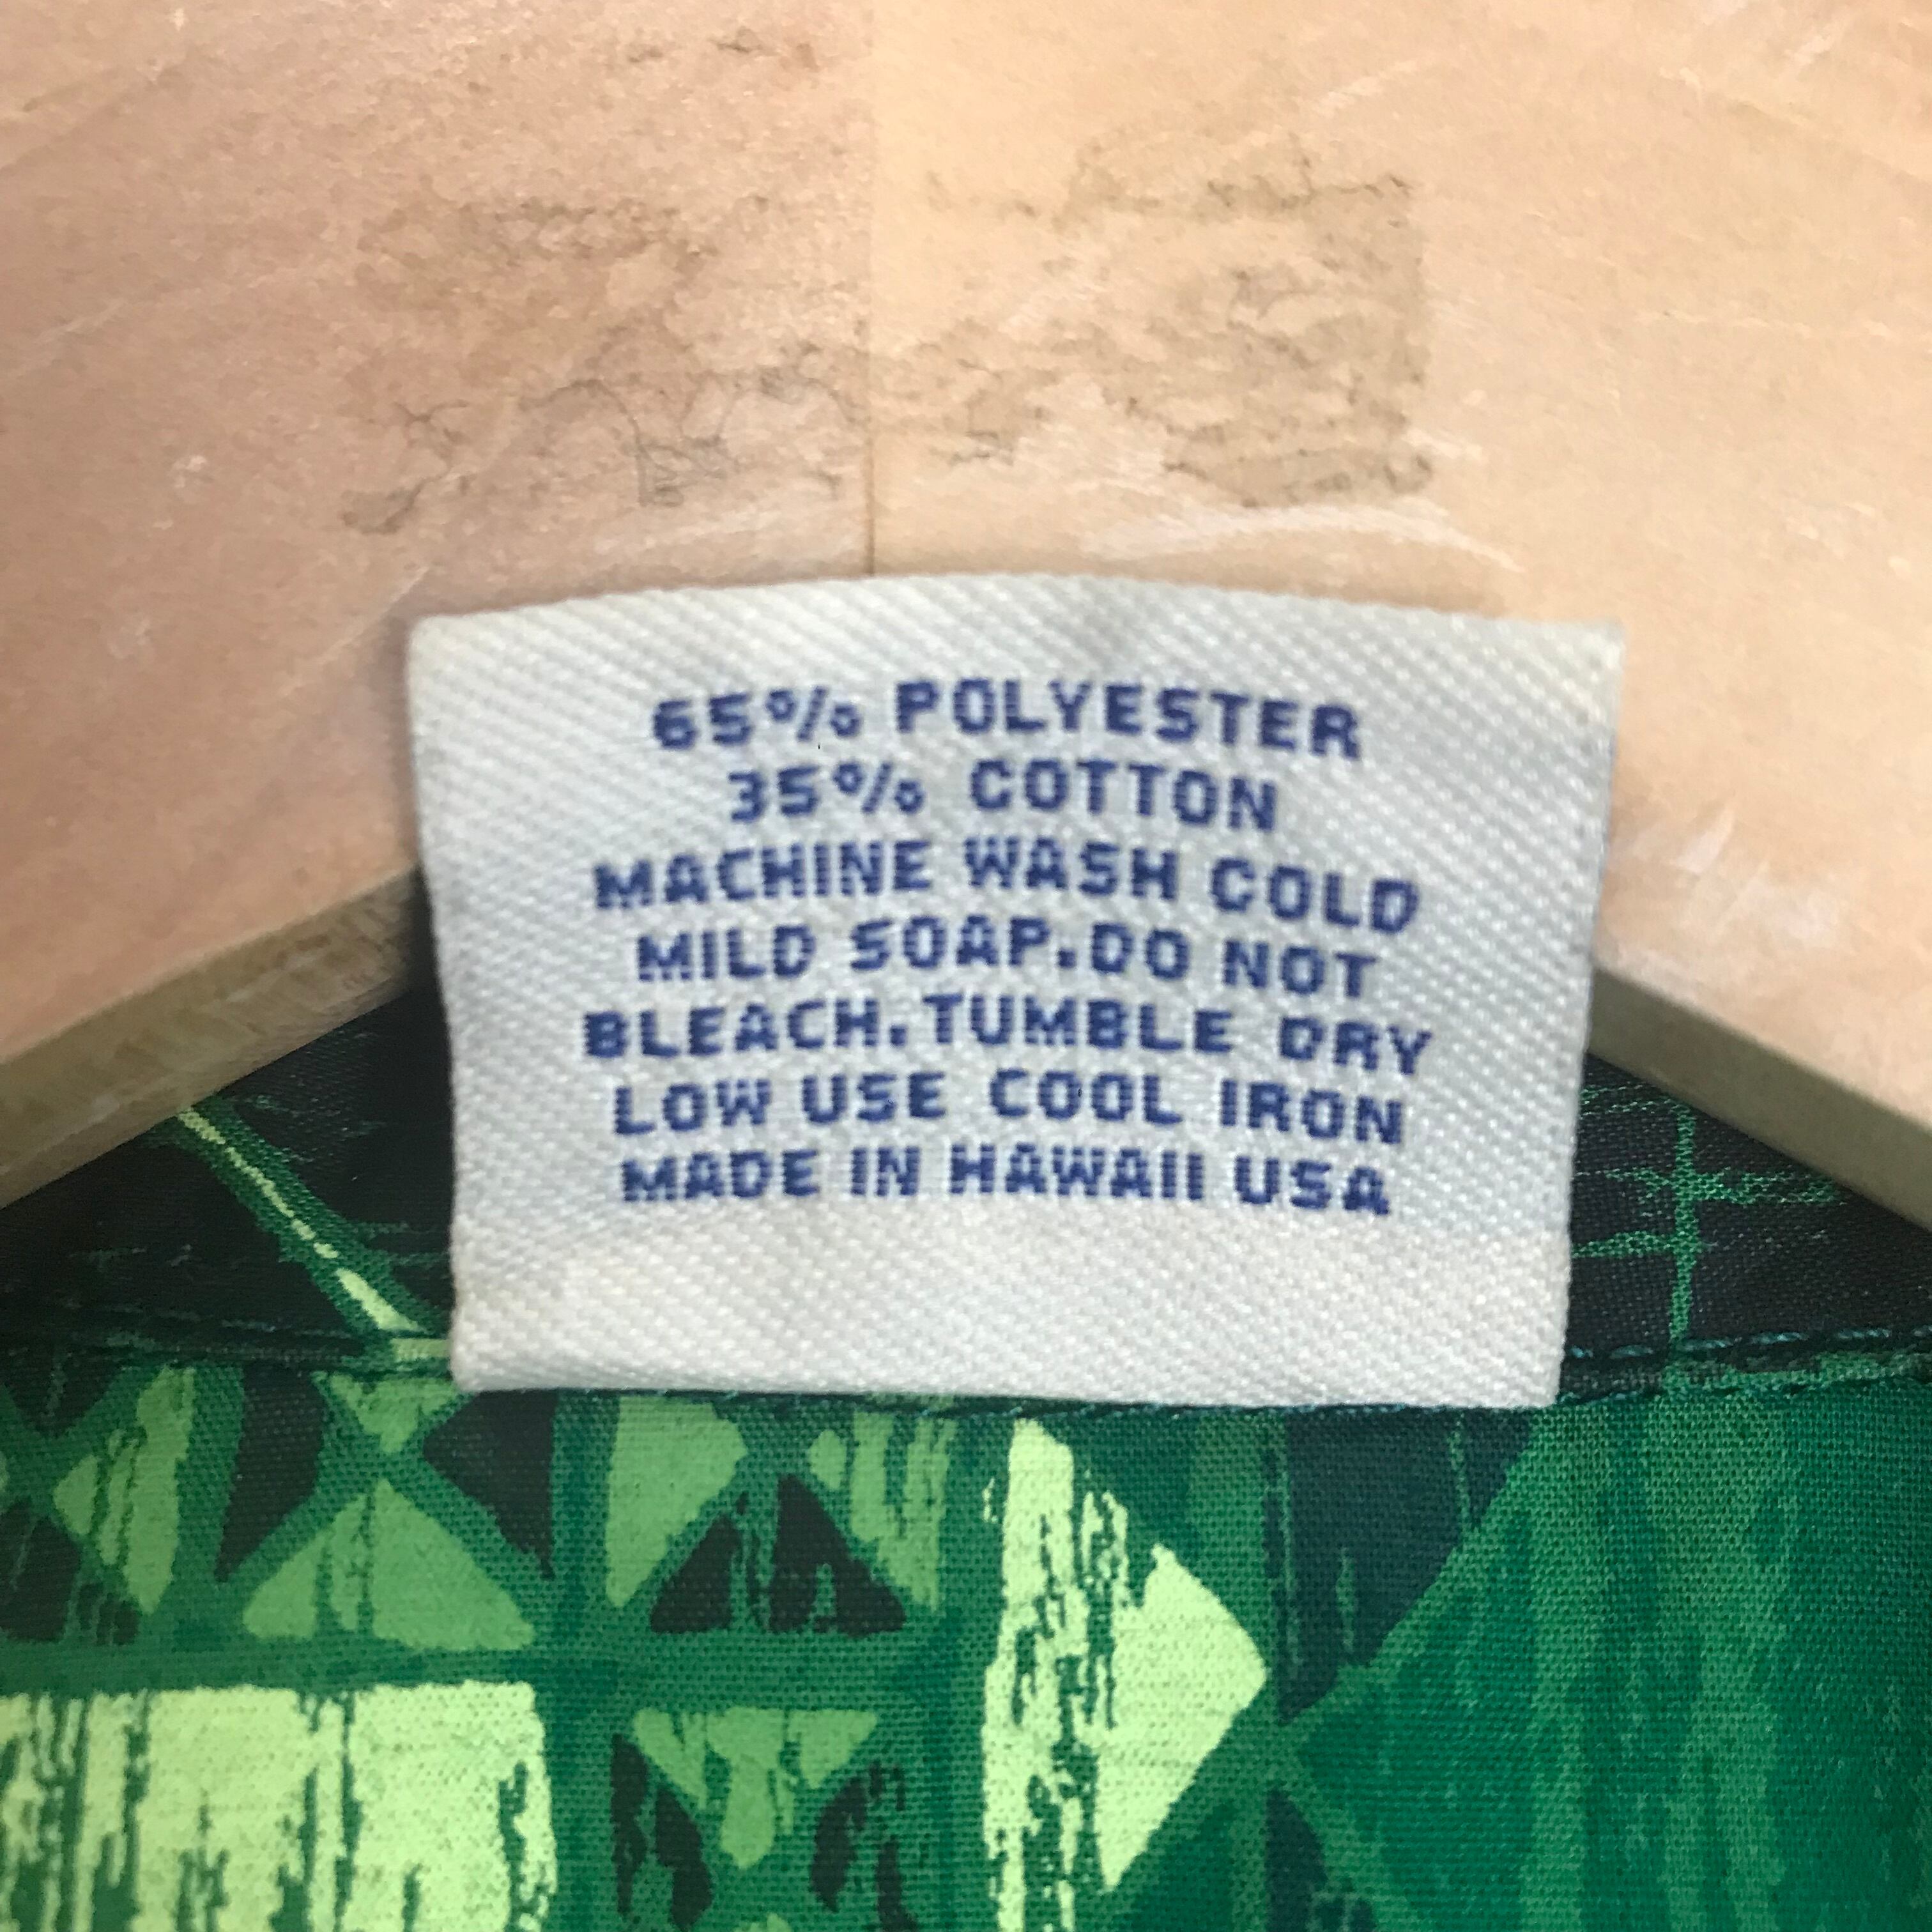 65% POLYESTER
35% COTTON
MACHINE WASH COLD
MILD SOAP.DO NOT
BLEACH.TUMBLE DRY
LOW USE COOL IRON
MADE IN HAWAII USA